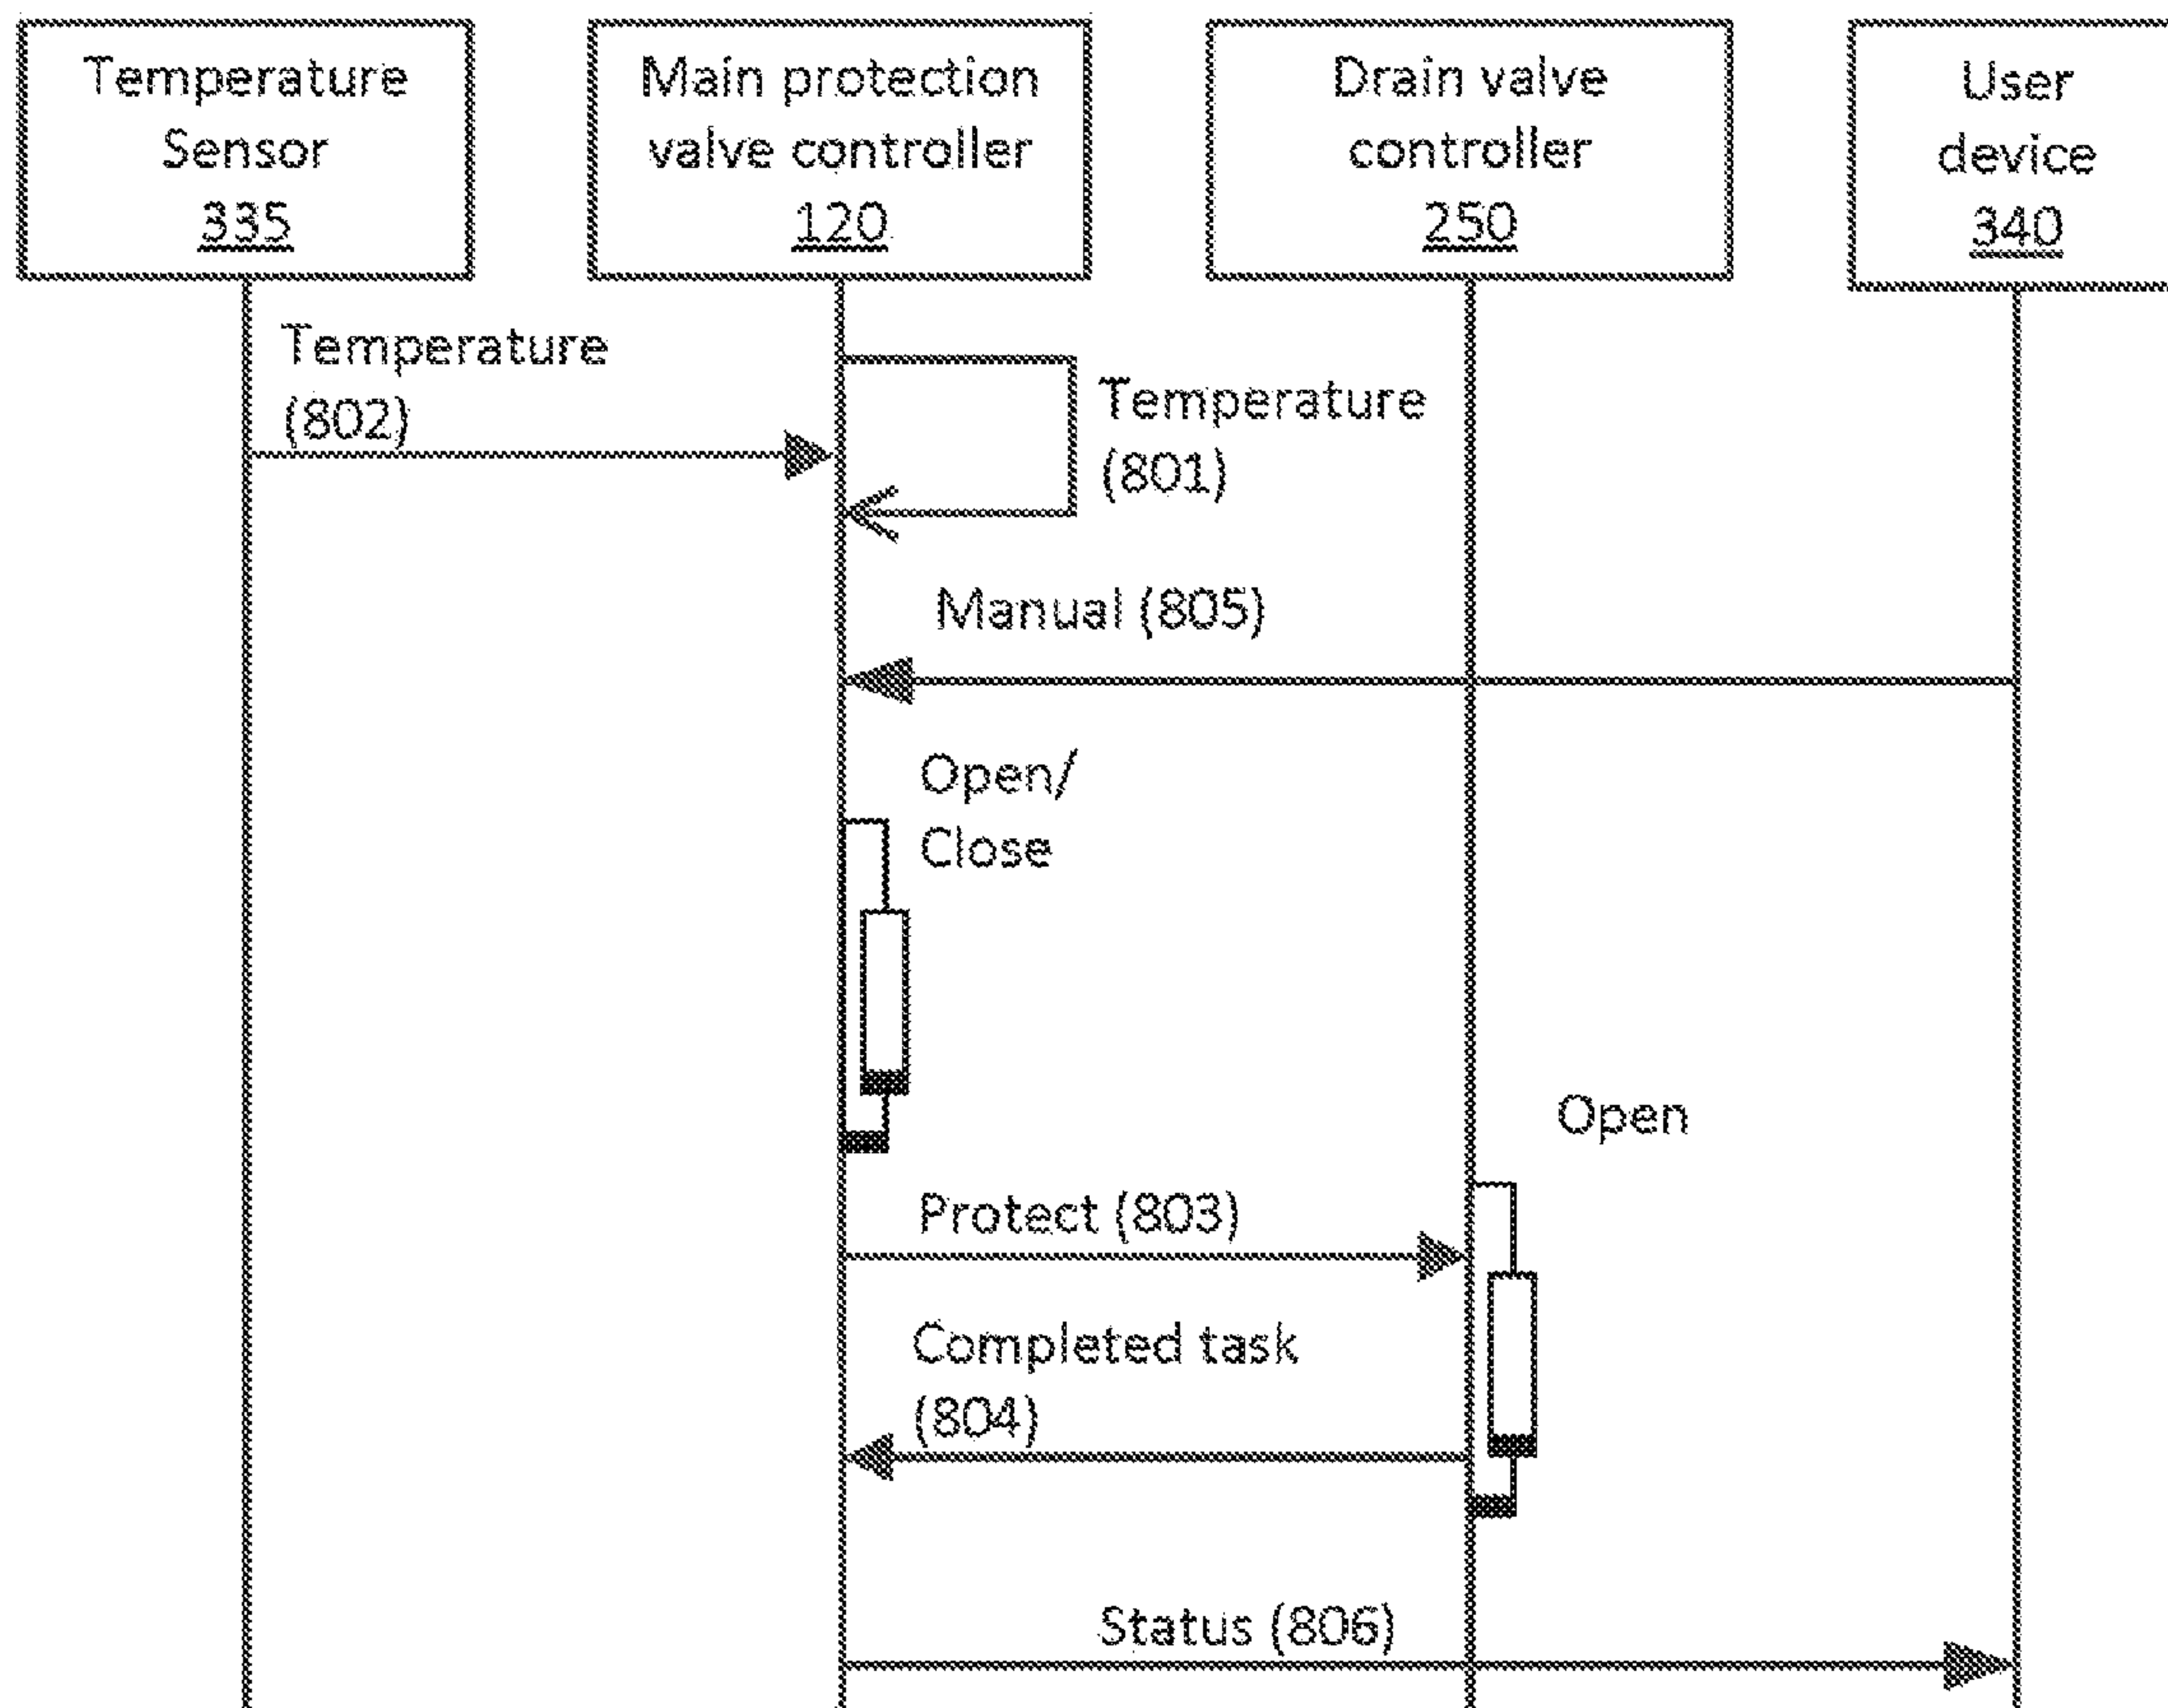 Temperature
Sensor
335
Main protection
valve controller
120
Drain valve
controller
250
User
device
340
Temperature
(802)
Temperature
(801)
Manual (805)
Open/
Close
Open
Protect (803)
Completed task
(804)
Status (806)